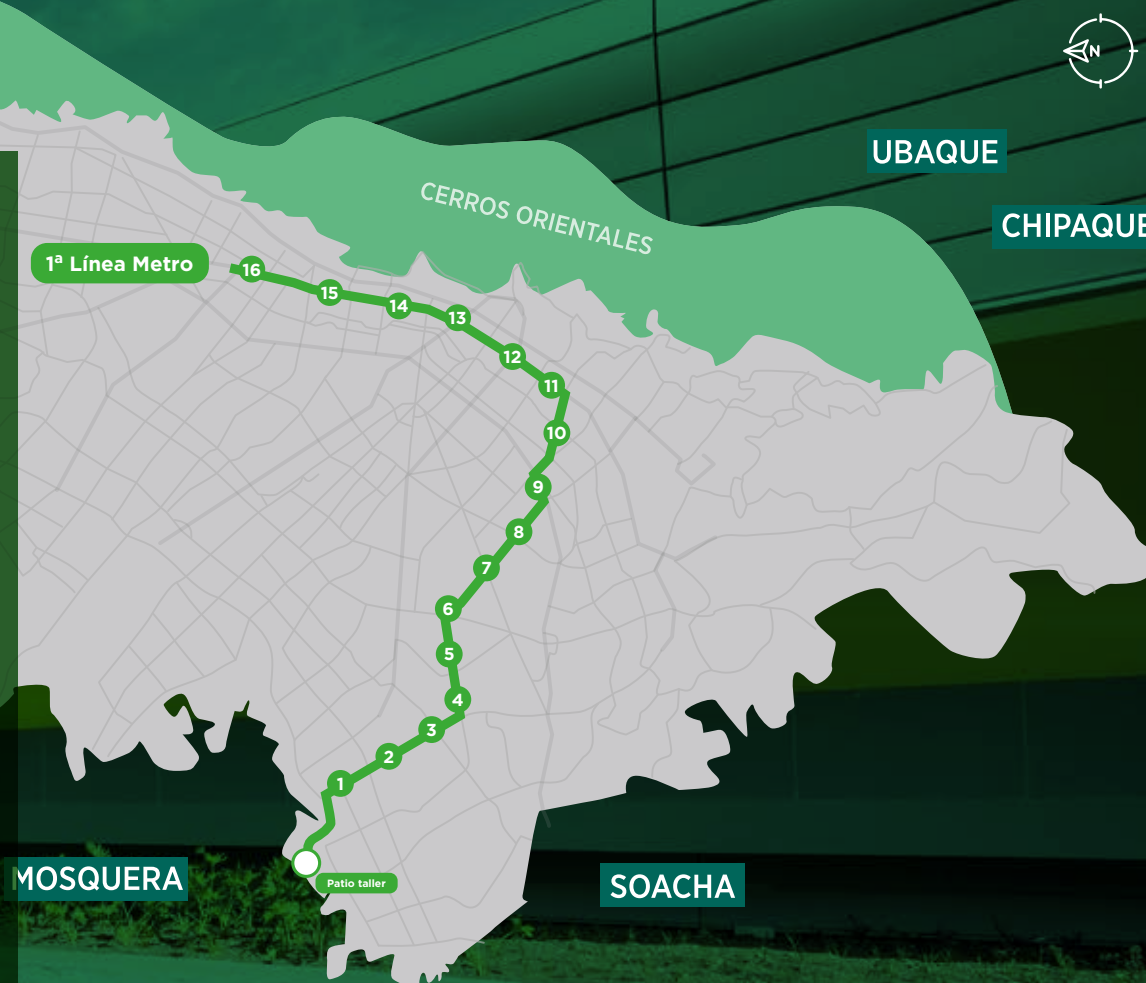 N
UBAQUE
CERROS ORIENTALES
CHIPAQUE
1ª Línea Metro
16
15
14
13
12
11
10
9
8
7
6
5
4
3
2
1
Patio taller
MOSQUERA
SOACHA